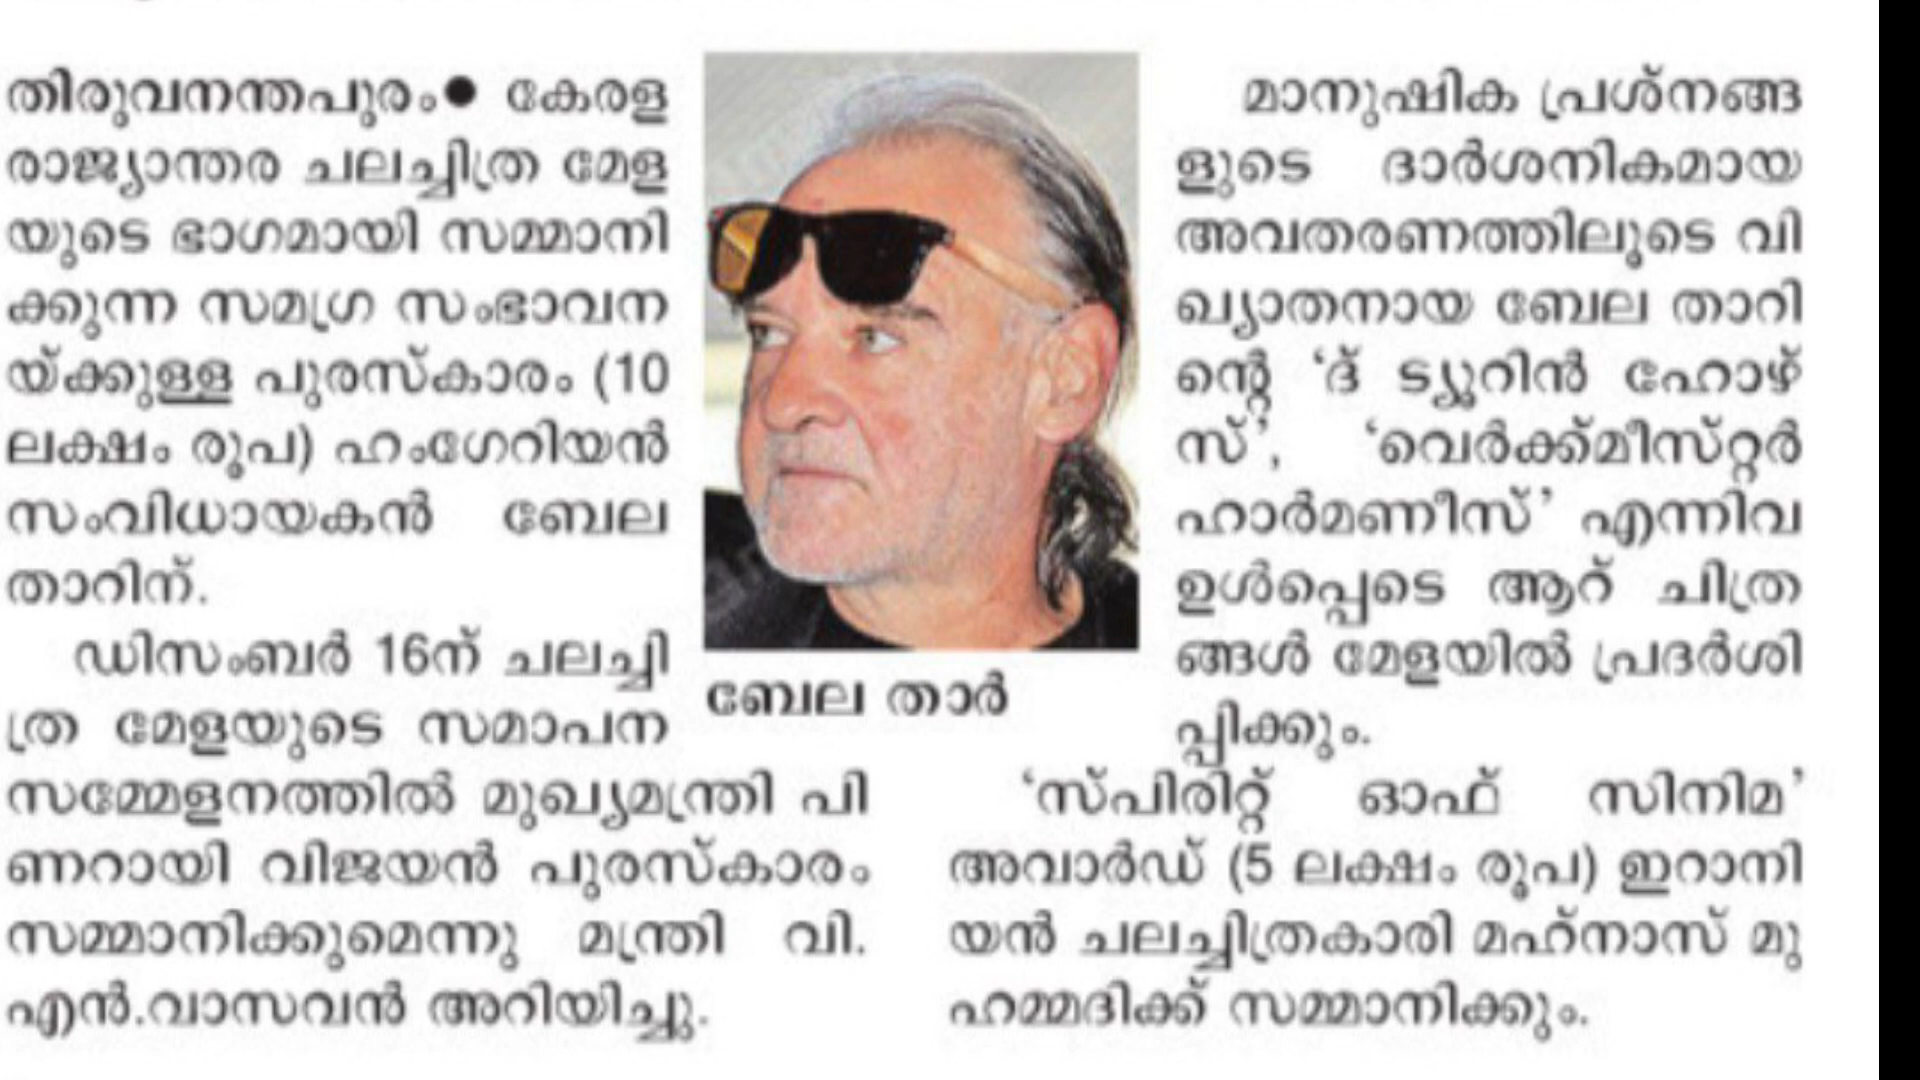 തിരുവനന്തപുരം● കേരള
രാജ്യാന്തര ചലച്ചിത്ര മേള
യുടെ ഭാഗമായി സമ്മാനി
ക്കുന്ന സമഗ്ര സംഭാവന
യ്ക്കുള്ള പുരസ്കാരം (10
ലക്ഷം രൂപ) ഹംഗേറിയൻ
സംവിധായകൻ ബേല
താറിന്.
ഡിസംബർ 16ന് ചലച്ചി
ത്ര മേളയുടെ സമാപന
സമ്മേളനത്തിൽ മുഖ്യമന്ത്രി പി
ണറായി വിജയൻ പുരസ്കാരം
സമ്മാനിക്കുമെന്നു മന്ത്രി വി.
എൻ.വാസവൻ അറിയിച്ചു.
ബേല താർ
മാനുഷിക പ്രശ്നങ്ങ
ളുടെ ദാർശനികമായ
അവതരണത്തിലൂടെ വി
ഖ്യാതനായ ബേല താറി
ന്റെ ‘ദ് ട്യൂറിൻ ഹോഴ്
സ്’, ‘വെർക്ക്മീസ്റ്റർ
ഹാർമണീസ്’ എന്നിവ
ഉൾപ്പെടെ ആറ് ചിത്ര
ങ്ങൾ മേളയിൽ പ്രദർശി
പ്പിക്കും.
‘സ്പിരിറ്റ് ഓഫ് സിനിമ’
അവാർഡ് (5 ലക്ഷം രൂപ) ഇറാനി
യൻ ചലച്ചിത്രകാരി മഹ്നാസ് മു
ഹമ്മദിക്ക് സമ്മാനിക്കും.